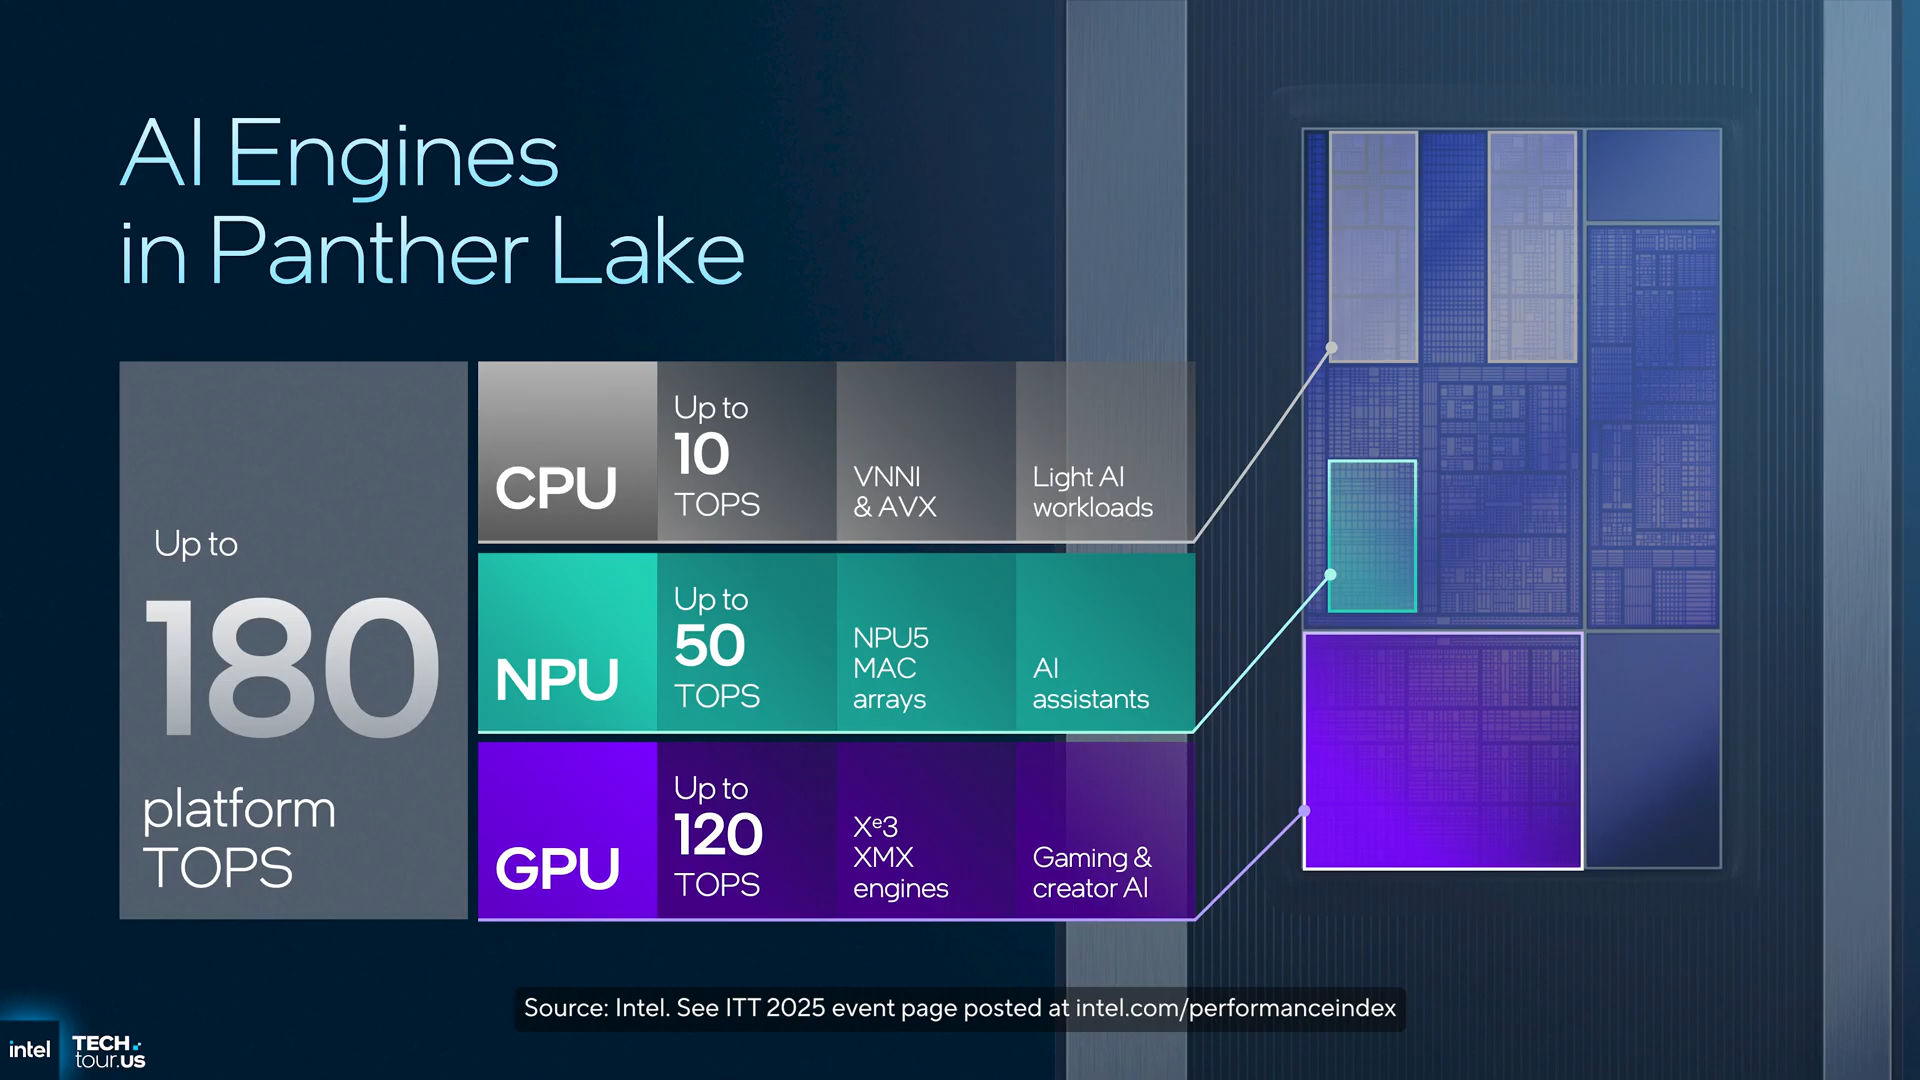 AI Engines
in Panther Lake
Up to
180
platform
TOPS
CPU
Up to
10
TOPS
VNNI
& AVX
Light AI
workloads
NPU
Up to
50
TOPS
NPU5
MAC
arrays
AI
assistants
GPU
Up to
120
TOPS
Xᵉ3
XMX
engines
Gaming &
creator AI
Source: Intel. See ITT 2025 event page posted at intel.com/performanceindex
intel
TECH
tour.US